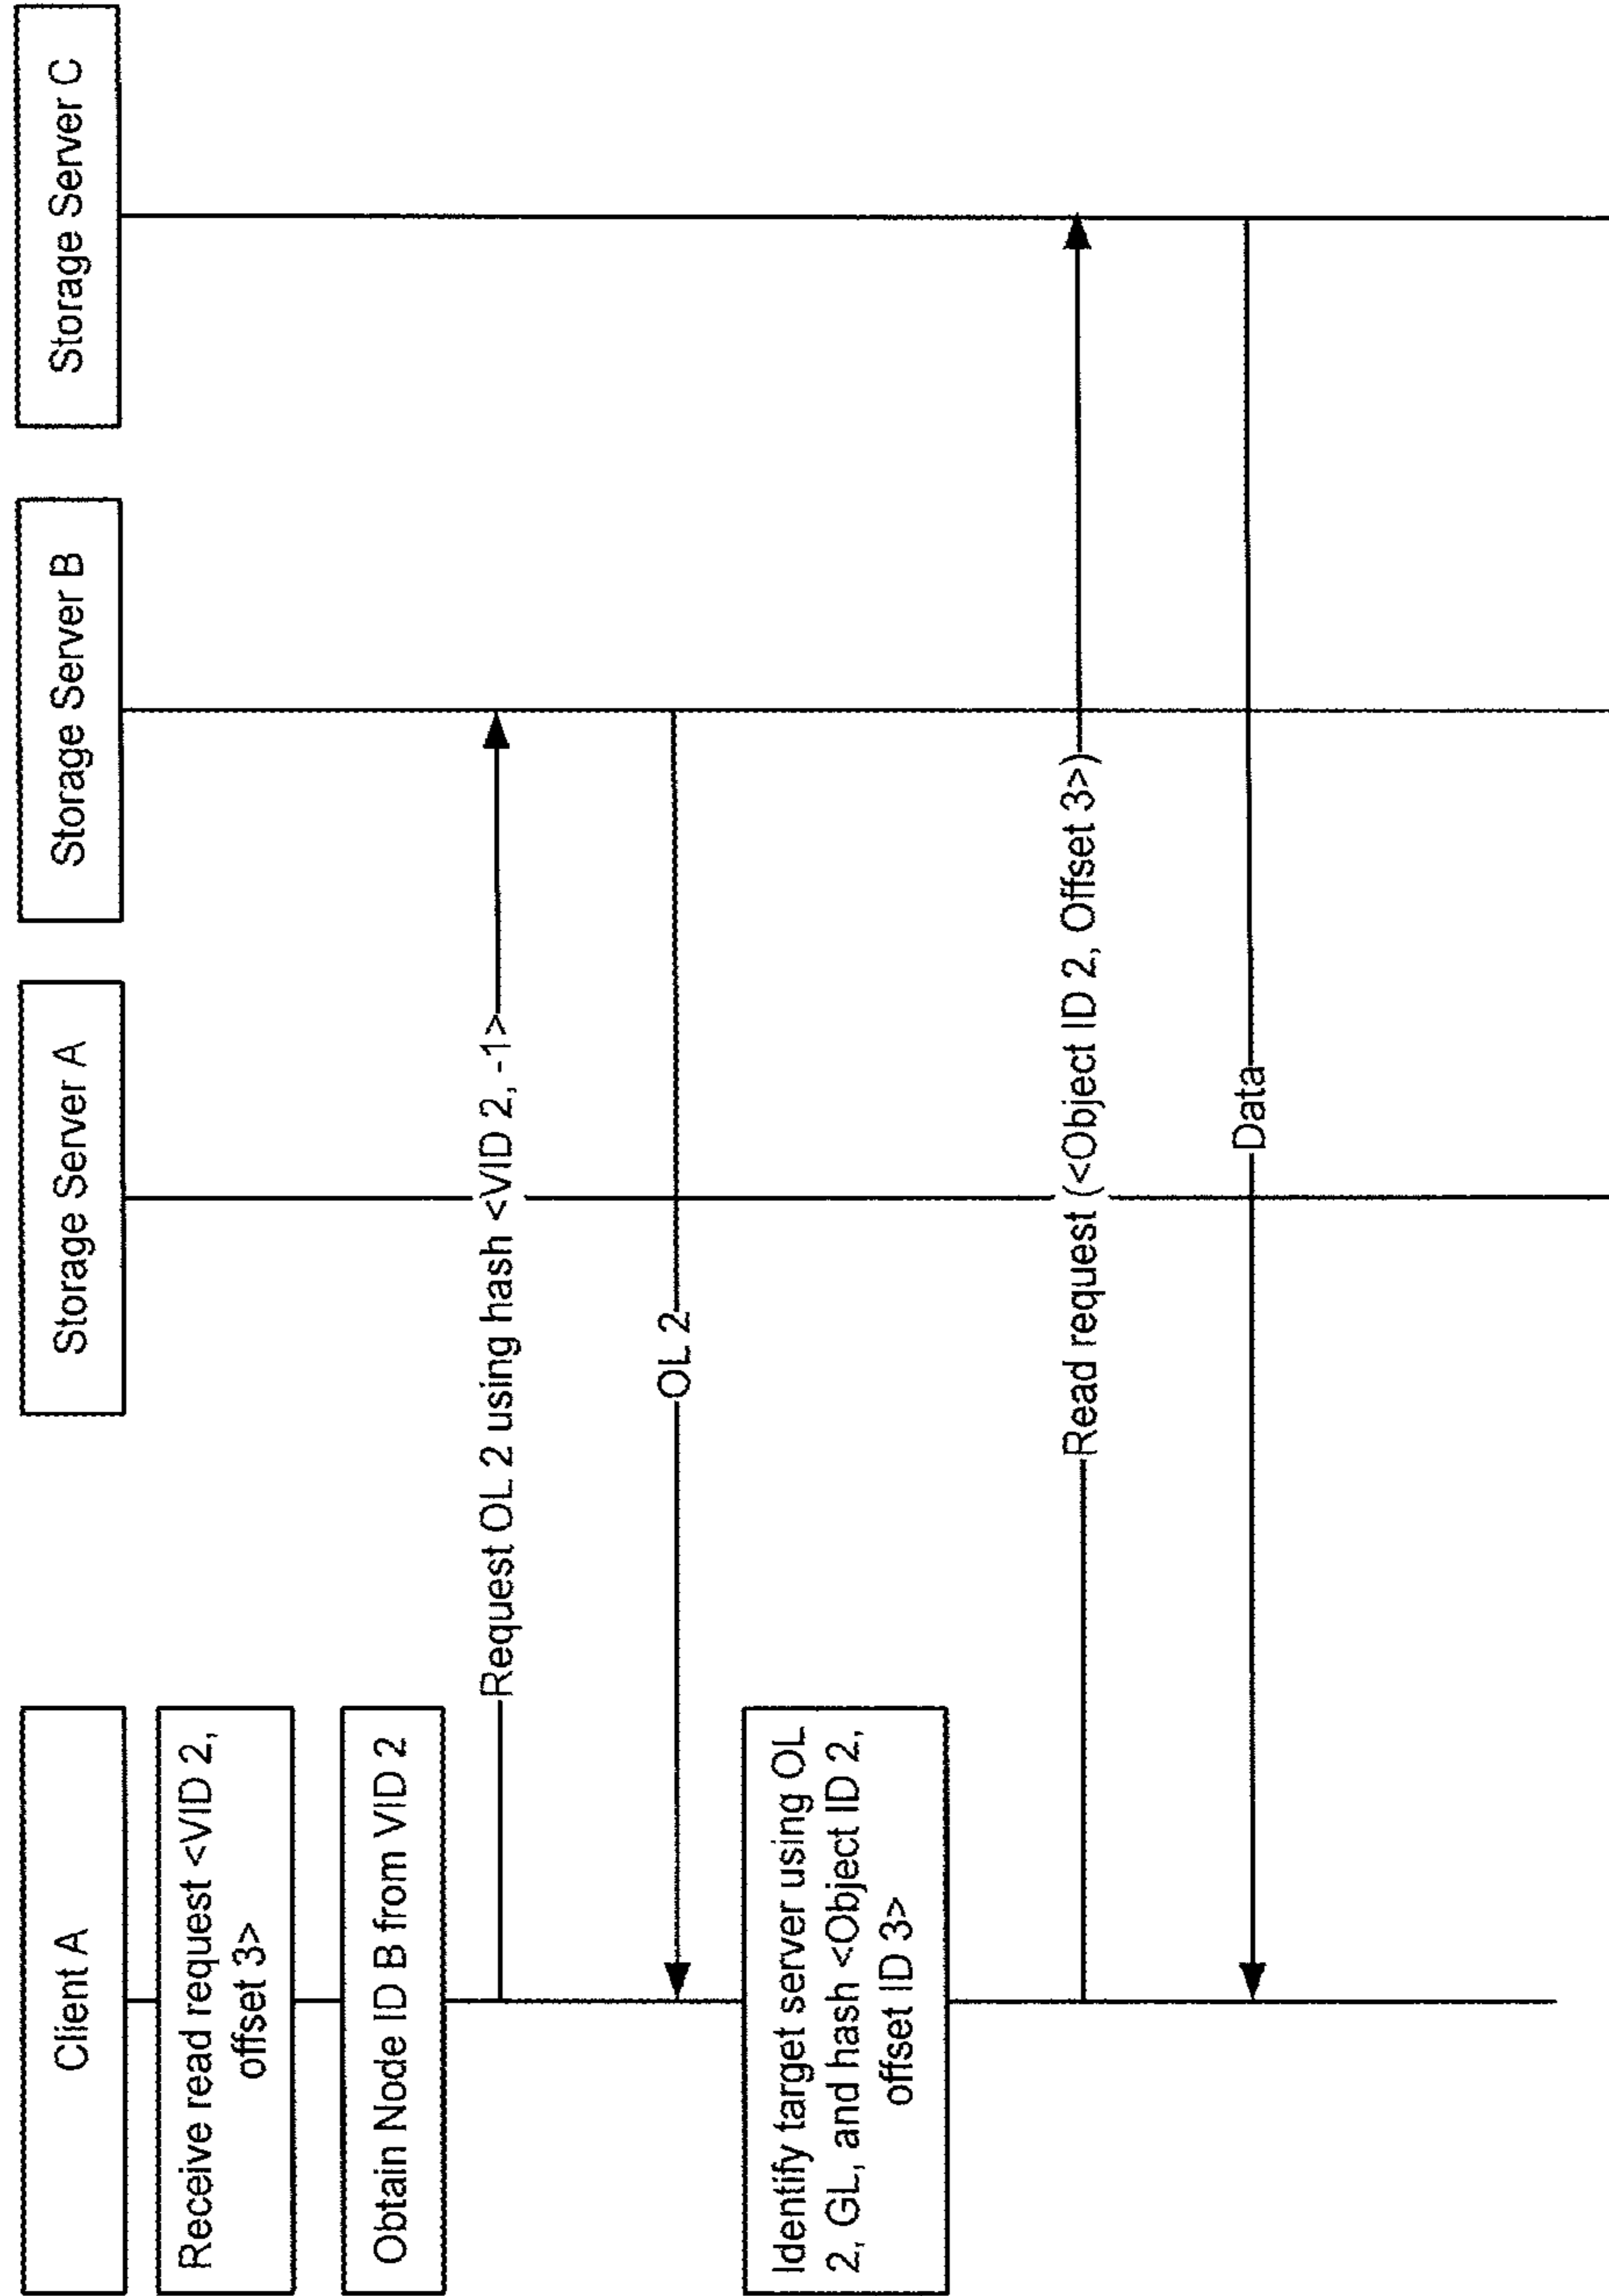 Client A
Storage Server A
Storage Server B
Storage Server C
Receive read request <VID 2,
offset 3>
Obtain Node ID B from VID 2
Request OL 2 using hash <VID 2, -1>
OL 2
Identify target server using OL
2, GL, and hash <Object ID 2,
offset ID 3>
Read request (<Object ID 2, Offset 3>)
Data